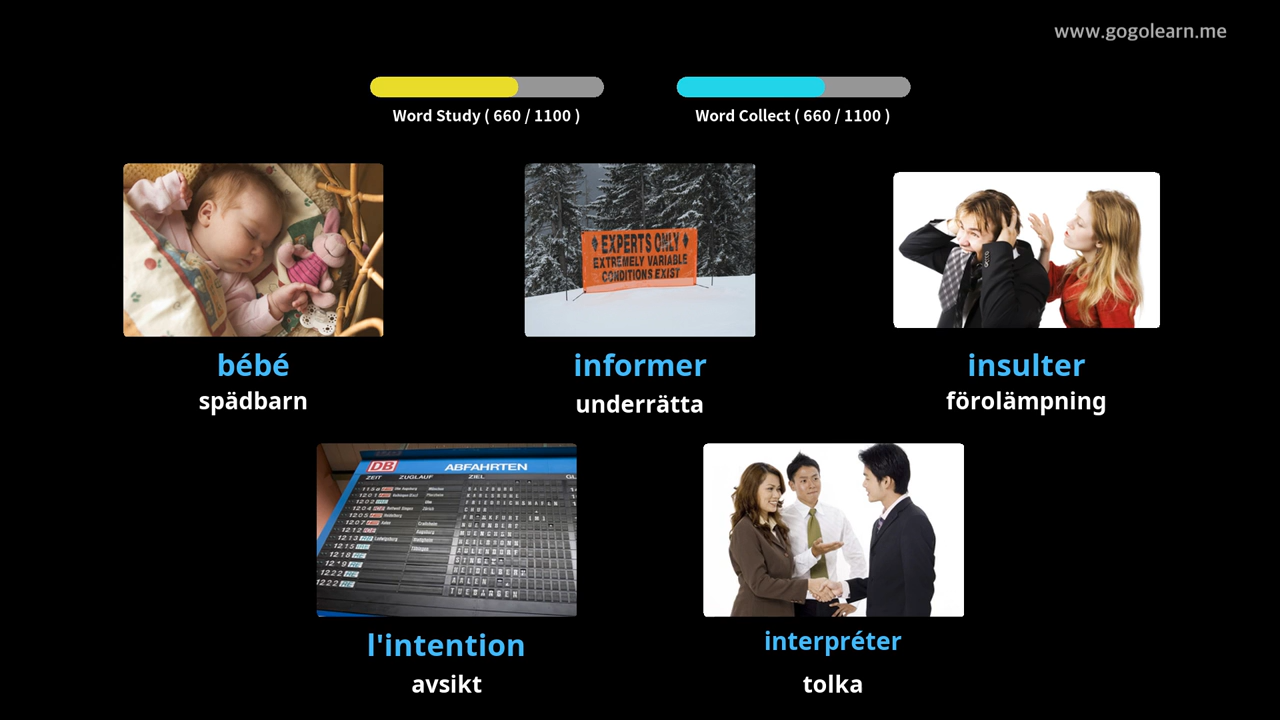 www.gogolearn.me
Word Study ( 660 / 1100 )
Word Collect ( 660 / 1100 )
EXPERTS ONLY
EXTREMELY VARIABLE
CONDITIONS EXIST
bébé
informer
insulter
spädbarn
underrätta
förolämpning
DB ABFAHRTEN
ZEIT ZUGLAUF ZIEL
l'intention
interpréter
avsikt
tolka